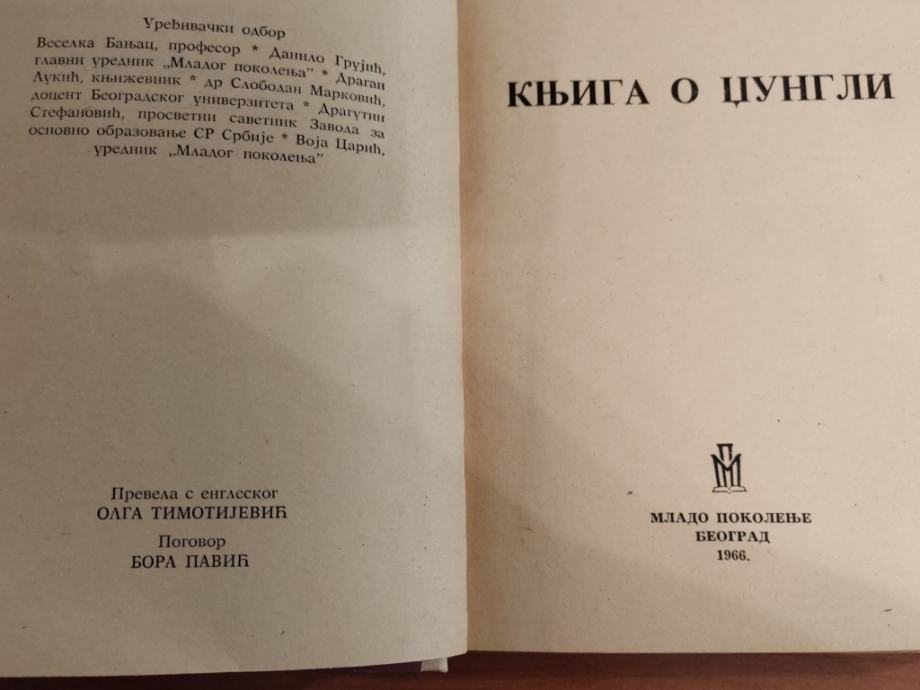 Уређивачки одбор
Веселка Бањац, професор * Данило Грујић,
главни уредник „Младог поколења" * Драган
Лукић, књижевник * др Слободан Марковић,
доцент Београдског универзитета * Драгутин
Стефановић, просветни саветник Завода за
основно образовање СР Србије * Воја Царић,
уредник „Младог поколења"
Превела с енглеског
ОЛГА ТИМОТИЈЕВИЋ
Поговор
БОРА ПАВИЋ
КЊИГА О ЏУНГЛИ
МП
МЛАДО ПОКОЛЕЊЕ
БЕОГРАД
1966.